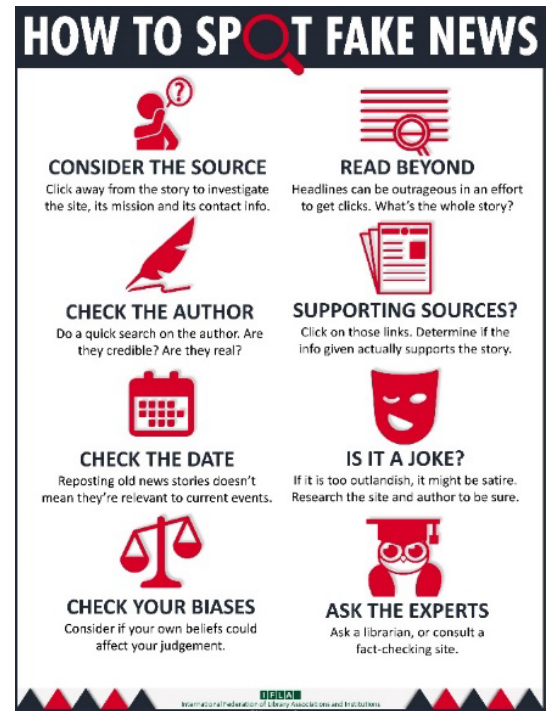 HOW TO SPOT FAKE NEWS
?
CONSIDER THE SOURCE
Click away from the story to investigate
the site, its mission and its contact info.
READ BEYOND
Headlines can be outrageous in an effort
to get clicks. What's the whole story?
CHECK THE AUTHOR
Do a quick search on the author. Are
they credible? Are they real?
SUPPORTING SOURCES?
Click on those links. Determine if the
info given actually supports the story.
CHECK THE DATE
Reposting old news stories doesn't
mean they're relevant to current events.
IS IT A JOKE?
If it is too outlandish, it might be satire.
Research the site and author to be sure.
CHECK YOUR BIASES
Consider if your own beliefs could
affect your judgement.
ASK THE EXPERTS
Ask a librarian, or consult a
fact-checking site.
IFLA
International Federation of Library Associations and Institutions